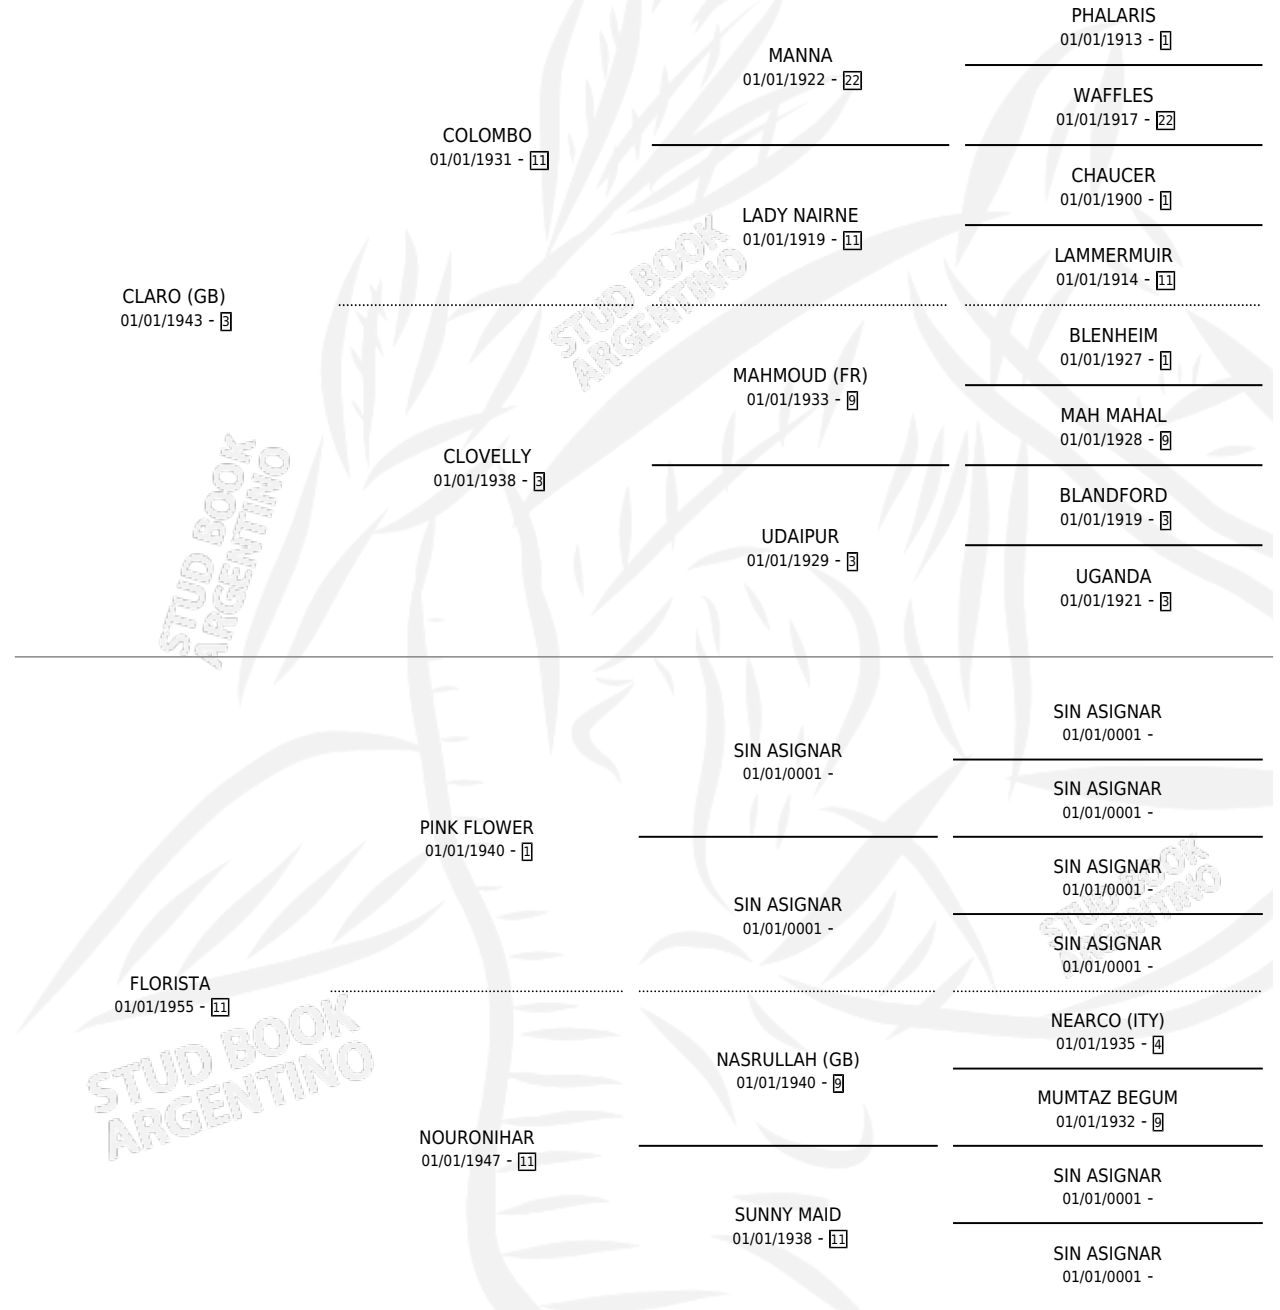 PHALARIS
01/01/1913 - 1
MANNA
01/01/1922 - 22
WAFFLES
01/01/1917 - 22
COLOMBO
01/01/1931 - 11
CHAUCER
01/01/1900 - 1
LADY NAIRNE
01/01/1919 - 11
LAMMERMUIR
01/01/1914 - 11
CLARO (GB)
01/01/1943 - 3
BLENHEIM
01/01/1927 - 1
MAHMOUD (FR)
01/01/1933 - 9
MAH MAHAL
01/01/1928 - 9
CLOVELLY
01/01/1938 - 3
BLANDFORD
01/01/1919 - 3
UDAIPUR
01/01/1929 - 3
UGANDA
01/01/1921 - 3
SIN ASIGNAR
01/01/0001 -
SIN ASIGNAR
01/01/0001 -
SIN ASIGNAR
01/01/0001 -
PINK FLOWER
01/01/1940 - 1
SIN ASIGNAR
01/01/0001 -
SIN ASIGNAR
01/01/0001 -
SIN ASIGNAR
01/01/0001 -
FLORISTA
01/01/1955 - 11
NEARCO (ITY)
01/01/1935 - 4
NASRULLAH (GB)
01/01/1940 - 9
MUMTAZ BEGUM
01/01/1932 - 9
NOURONIHAR
01/01/1947 - 11
SIN ASIGNAR
01/01/0001 -
SUNNY MAID
01/01/1938 - 11
SIN ASIGNAR
01/01/0001 -
STUD BOOK
ARGENTINO
STUD BOOK
ARGENTINO
STUD BOOK
ARGENTINO
STUD BOOK
ARGENTINO